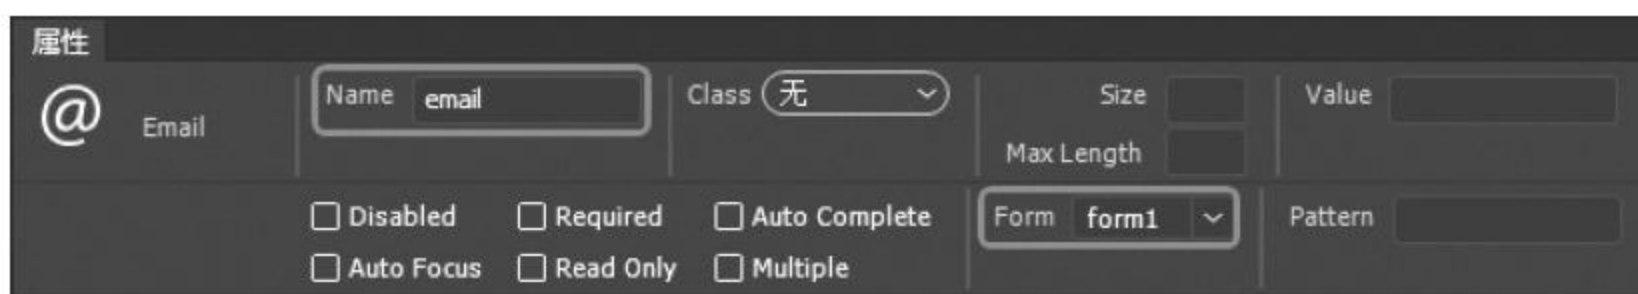 属性
@ Email Name email Class 无 Size Value
Max Length
Disabled Required Auto Complete Form form1 Pattern
Auto Focus Read Only Multiple